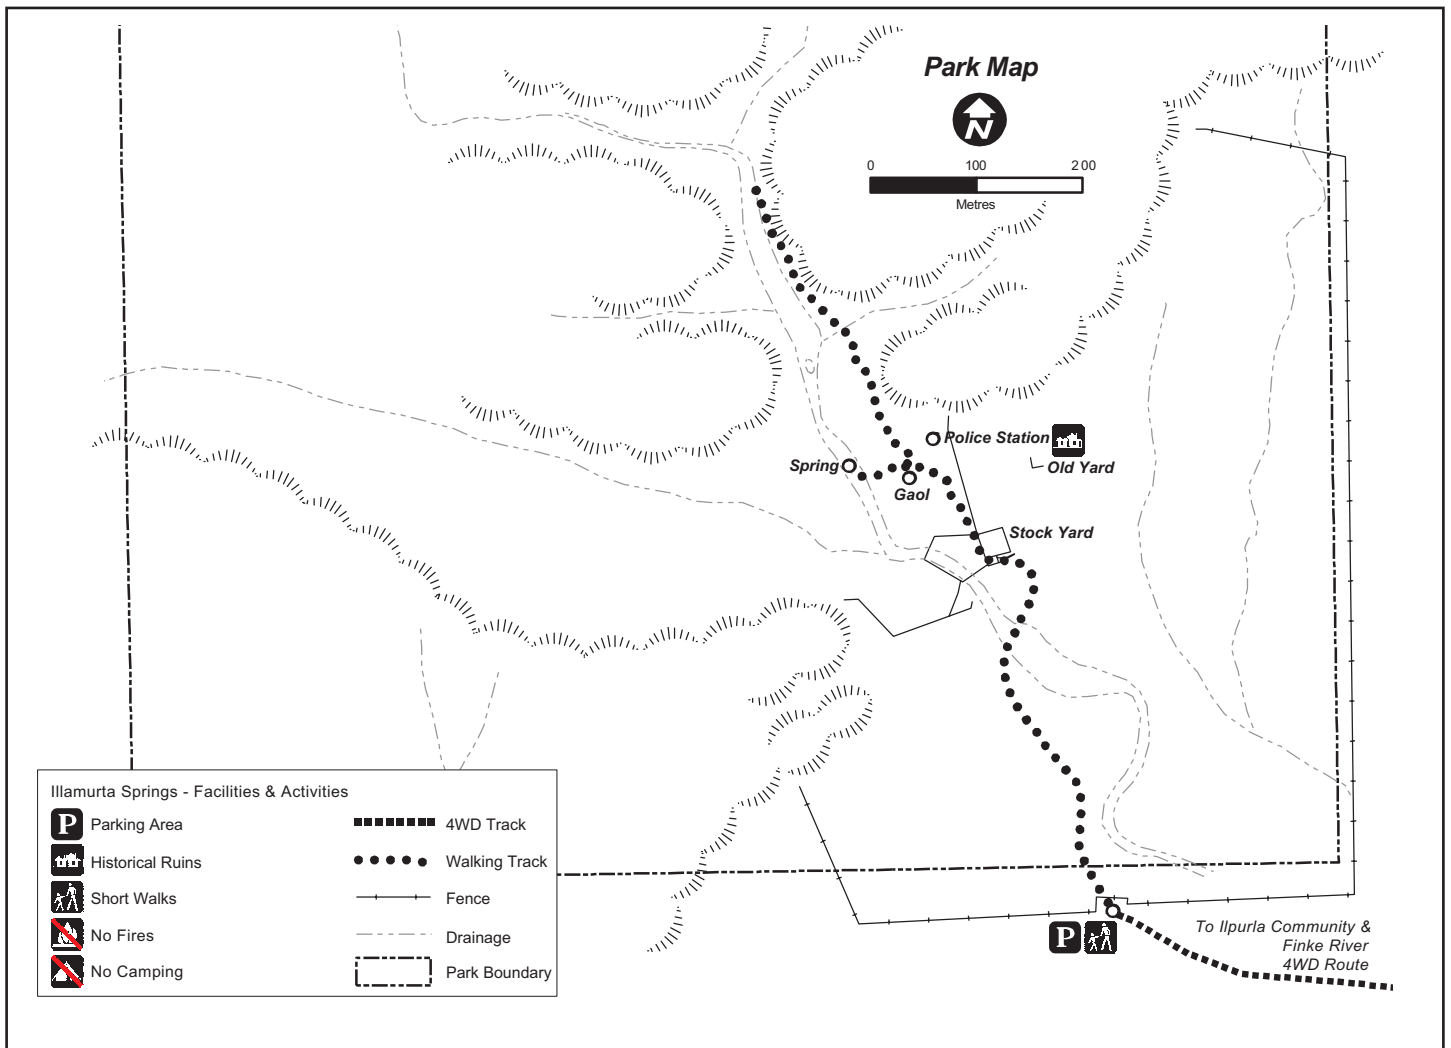 Park Map
N
0 100 200
Metres
Police Station
Old Yard
Spring
Gaol
Stock Yard
Illamurta Springs - Facilities & Activities
P Parking Area
Historical Ruins
Short Walks
No Fires
No Camping
4WD Track
Walking Track
Fence
Drainage
Park Boundary
P
To Ilpurla Community &
Finke River
4WD Route